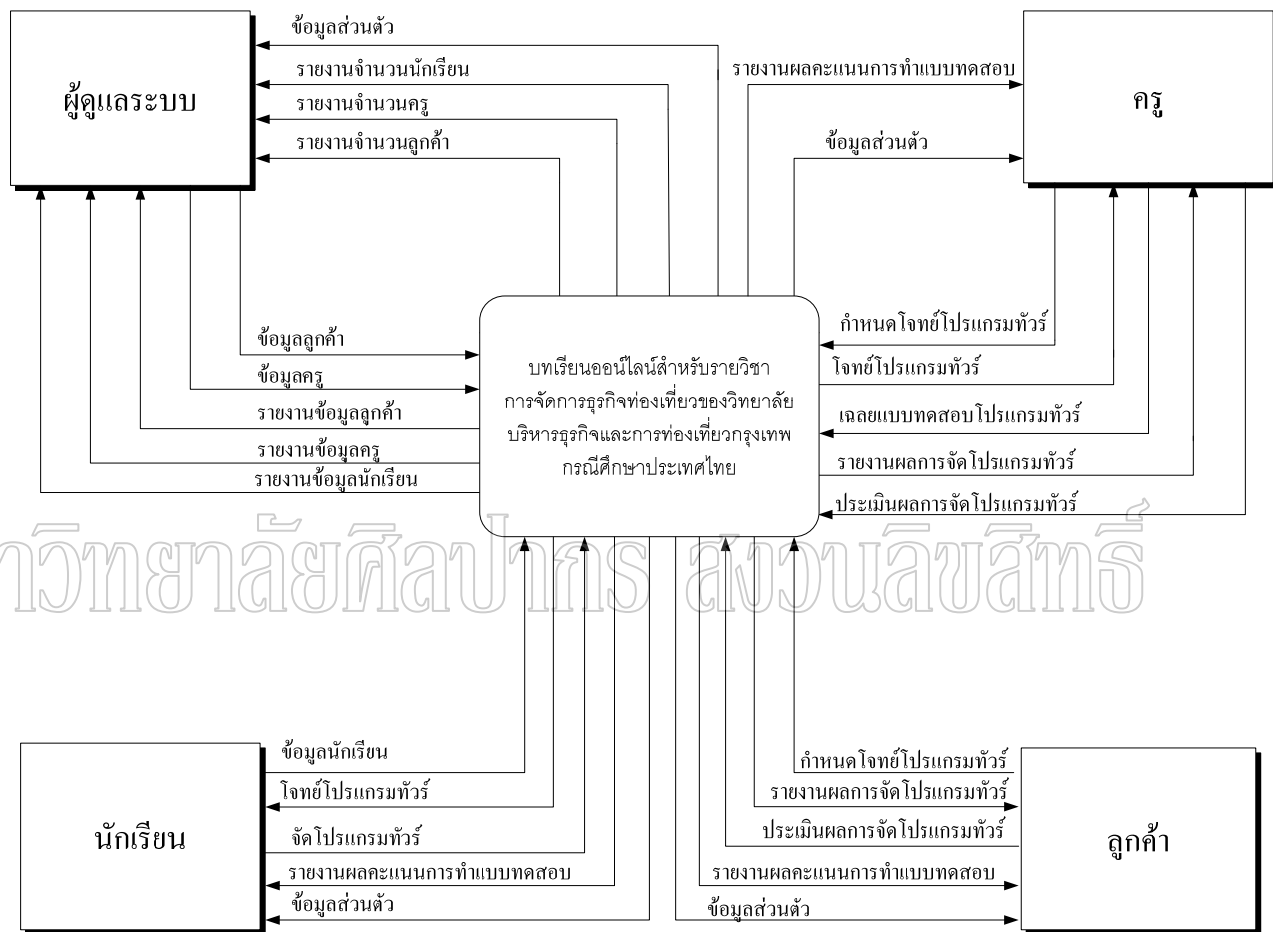 ข้อมูลส่วนตัว
รายงานจำนวนนักเรียน
รายงานจำนวนครู
รายงานจำนวนลูกค้า
ผู้ดูแลระบบ
รายงานผลคะแนนการทำแบบทดสอบ
ข้อมูลส่วนตัว
ครู
ข้อมูลลูกค้า
ข้อมูลครู
รายงานข้อมูลลูกค้า
รายงานข้อมูลครู
รายงานข้อมูลนักเรียน
บทเรียนออนไลน์สำหรับรายวิชา
การจัดการธุรกิจท่องเที่ยวของวิทยาลัย
บริหารธุรกิจและการท่องเที่ยวกรุงเทพ
กรณีศึกษาประเทศไทย
กำหนดโจทย์โปรแกรมทัวร์
โจทย์โปรแกรมทัวร์
เฉลยแบบทดสอบโปรแกรมทัวร์
รายงานผลการจัดโปรแกรมทัวร์
ประเมินผลการจัดโปรแกรมทัวร์
าวิทยาลัยศิลปากร สงวนลิขสิทธิ์
ข้อมูลนักเรียน
โจทย์โปรแกรมทัวร์
จัดโปรแกรมทัวร์
รายงานผลคะแนนการทำแบบทดสอบ
ข้อมูลส่วนตัว
นักเรียน
กำหนดโจทย์โปรแกรมทัวร์
รายงานผลการจัดโปรแกรมทัวร์
ประเมินผลการจัดโปรแกรมทัวร์
รายงานผลคะแนนการทำแบบทดสอบ
ข้อมูลส่วนตัว
ลูกค้า